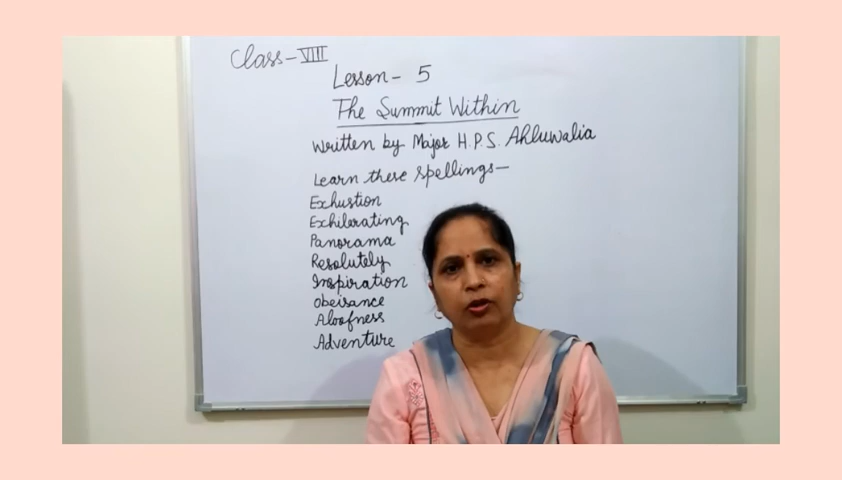 Class-VIII
Lesson- 5
The Summit Within
Written by Major H.P.S. Ahluwalia
Learn these spellings—
Exhustion
Exhilerating
Panorama
Resolutely
Inspiration
Obeisance
Aloofness
Adventure